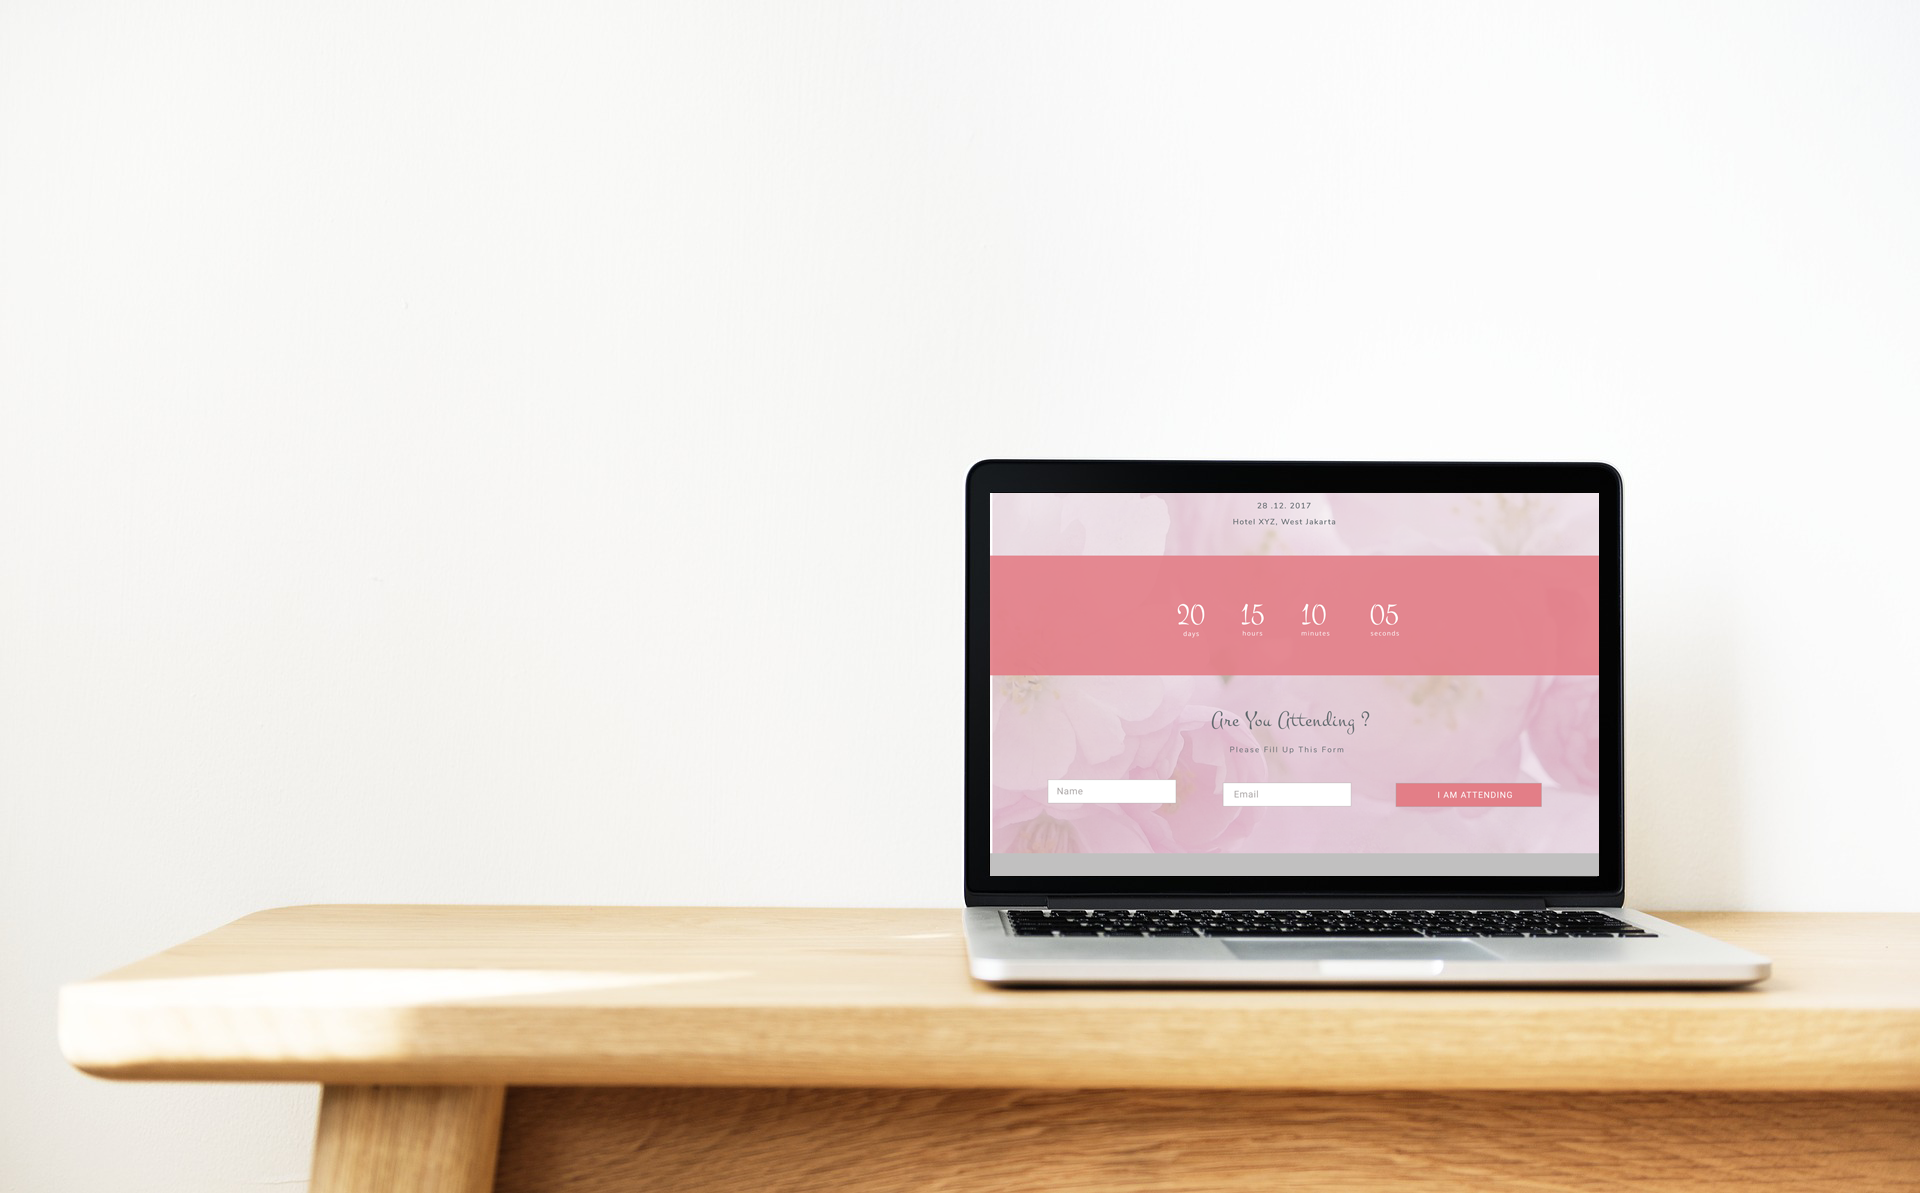 28 .12. 2017
Hotel XYZ, West Jakarta
20 15 10 05
days hours minutes seconds
Are You Attending ?
Please Fill Up This Form
Name Email I AM ATTENDING